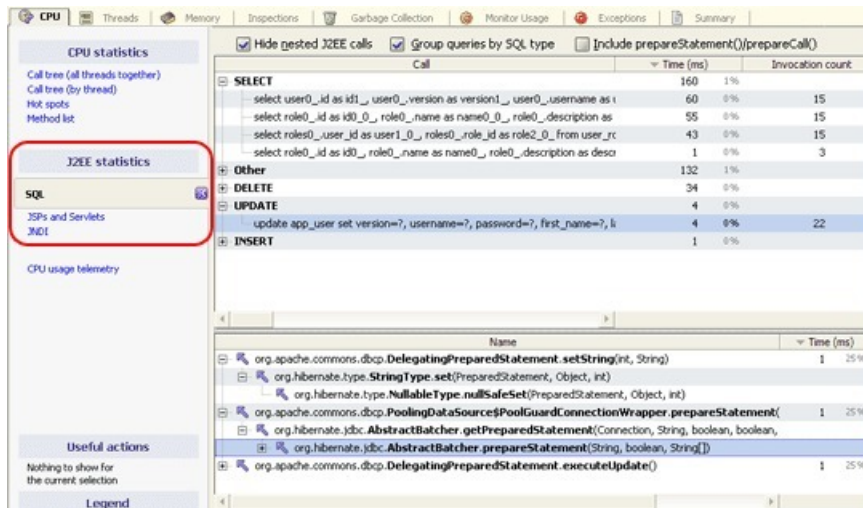 CPU Threads Memory Inspections Garbage Collection Monitor Usage Exceptions Summary
CPU statistics
Call tree (all threads together)
Call tree (by thread)
Hot spots
Method list
J2EE statistics
SQL
JSPs and Servlets
JNDI
CPU usage telemetry
Useful actions
Nothing to show for
the current selection
Legend
Hide nested J2EE calls Group queries by SQL type Include prepareStatement()/prepareCall()
Call Time (ms) Invocation count
SELECT 160 1%
select user0_.id as id1_, user0_.version as version1_, user0_.username as 60 0% 15
select role0_.id as id0_0_, role0_.name as name0_0_, role0_.description as 55 0% 15
select roles0_.user_id as user1_0_, roles0_.role_id as role2_0_ from 43 0% 15
select role0_.id as id0_, role0_.name as name0_, role0_.description as descr 1 0% 3
Other 132 1%
DELETE 34 0%
UPDATE 4 0%
update app_user set version=?, username=?, password=?, first_name=?, 4 0% 22
INSERT 1 0%
Name Time (ms)
org.apache.commons.dbcp.DelegatingPreparedStatement.setString(int, String) 1 25%
org.hibernate.type.StringType.set(PreparedStatement, Object, int)
org.hibernate.type.NullableType.nullSafeSet(PreparedStatement, Object, int)
org.apache.commons.dbcp.PoolingDataSource$PoolGuardConnectionWrapper.prepareStatement( 1 25%
org.hibernate.jdbc.AbstractBatcher.getPreparedStatement(Connection, String, boolean, boolean,
org.hibernate.jdbc.AbstractBatcher.prepareStatement(String, boolean, String[])
org.apache.commons.dbcp.DelegatingPreparedStatement.executeUpdate() 1 25%